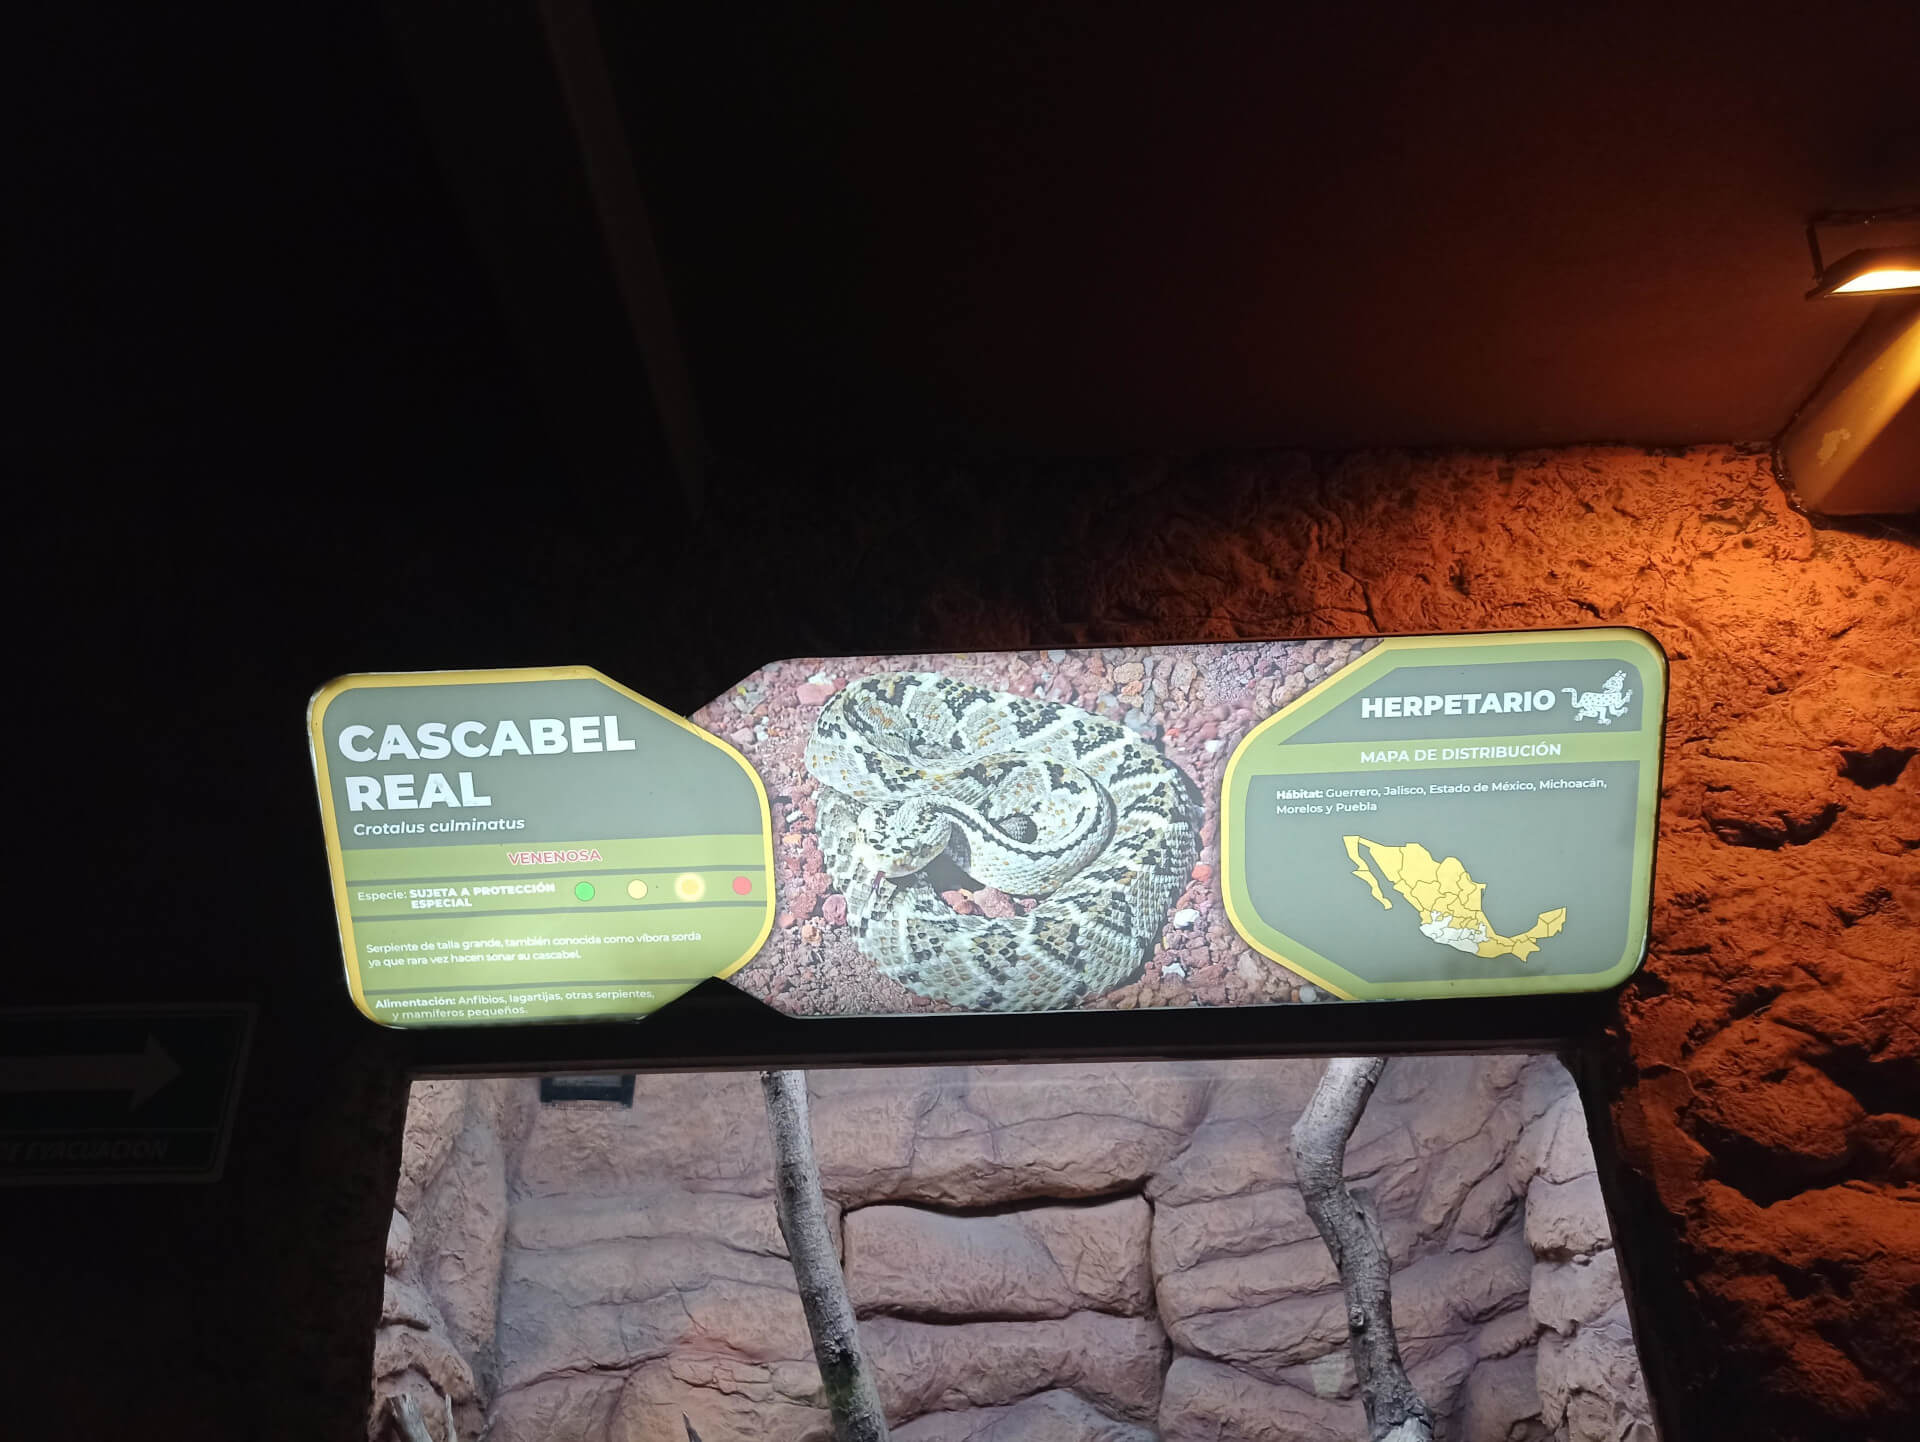 CASCABEL
REAL
Crotalus culminatus
VENENOSA
Especie: SUJETA A PROTECCIÓN
ESPECIAL
Serpiente de talla grande, también conocida como víbora sorda
ya que rara vez hacen sonar su cascabel.
Alimentación: Anfibios, lagartijas, otras serpientes,
y mamíferos pequeños.
HERPETARIO
MAPA DE DISTRIBUCIÓN
Hábitat: Guerrero, Jalisco, Estado de México, Michoacán,
Morelos y Puebla
DE EVACUACIÓN